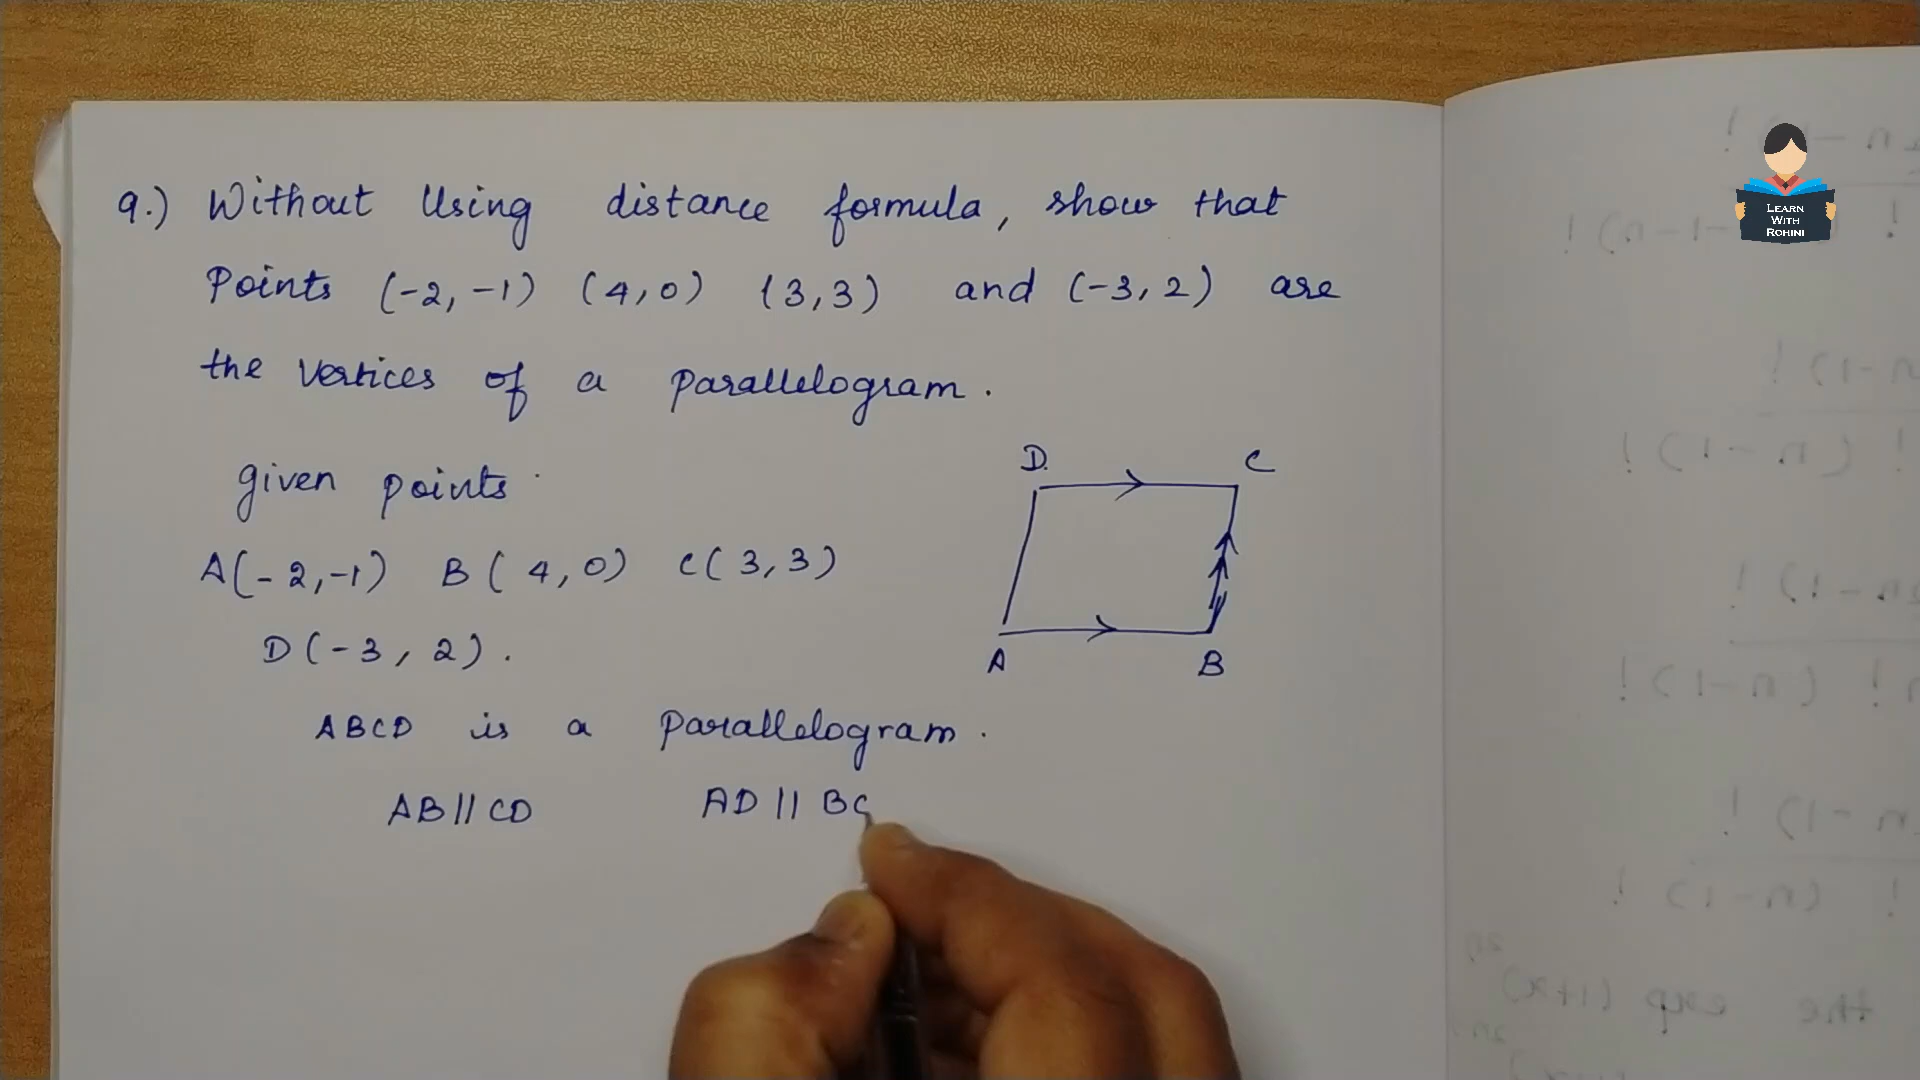 9.) Without Using distance formula, show that
Points (-2,-1) (4,0) (3,3) and (-3,2) are
the vertices of a parallelogram.
given points
A(-2,-1) B(4,0) C(3,3)
D(-3, 2).
D C
A B
ABCD is a parallelogram.
AB||CD AD||BC
LEARN
WITH
ROHINI